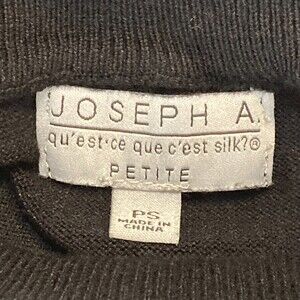 JOSEPH A.
qu'est·ce que c'est silk?®
PETITE
PS
MADE IN
CHINA